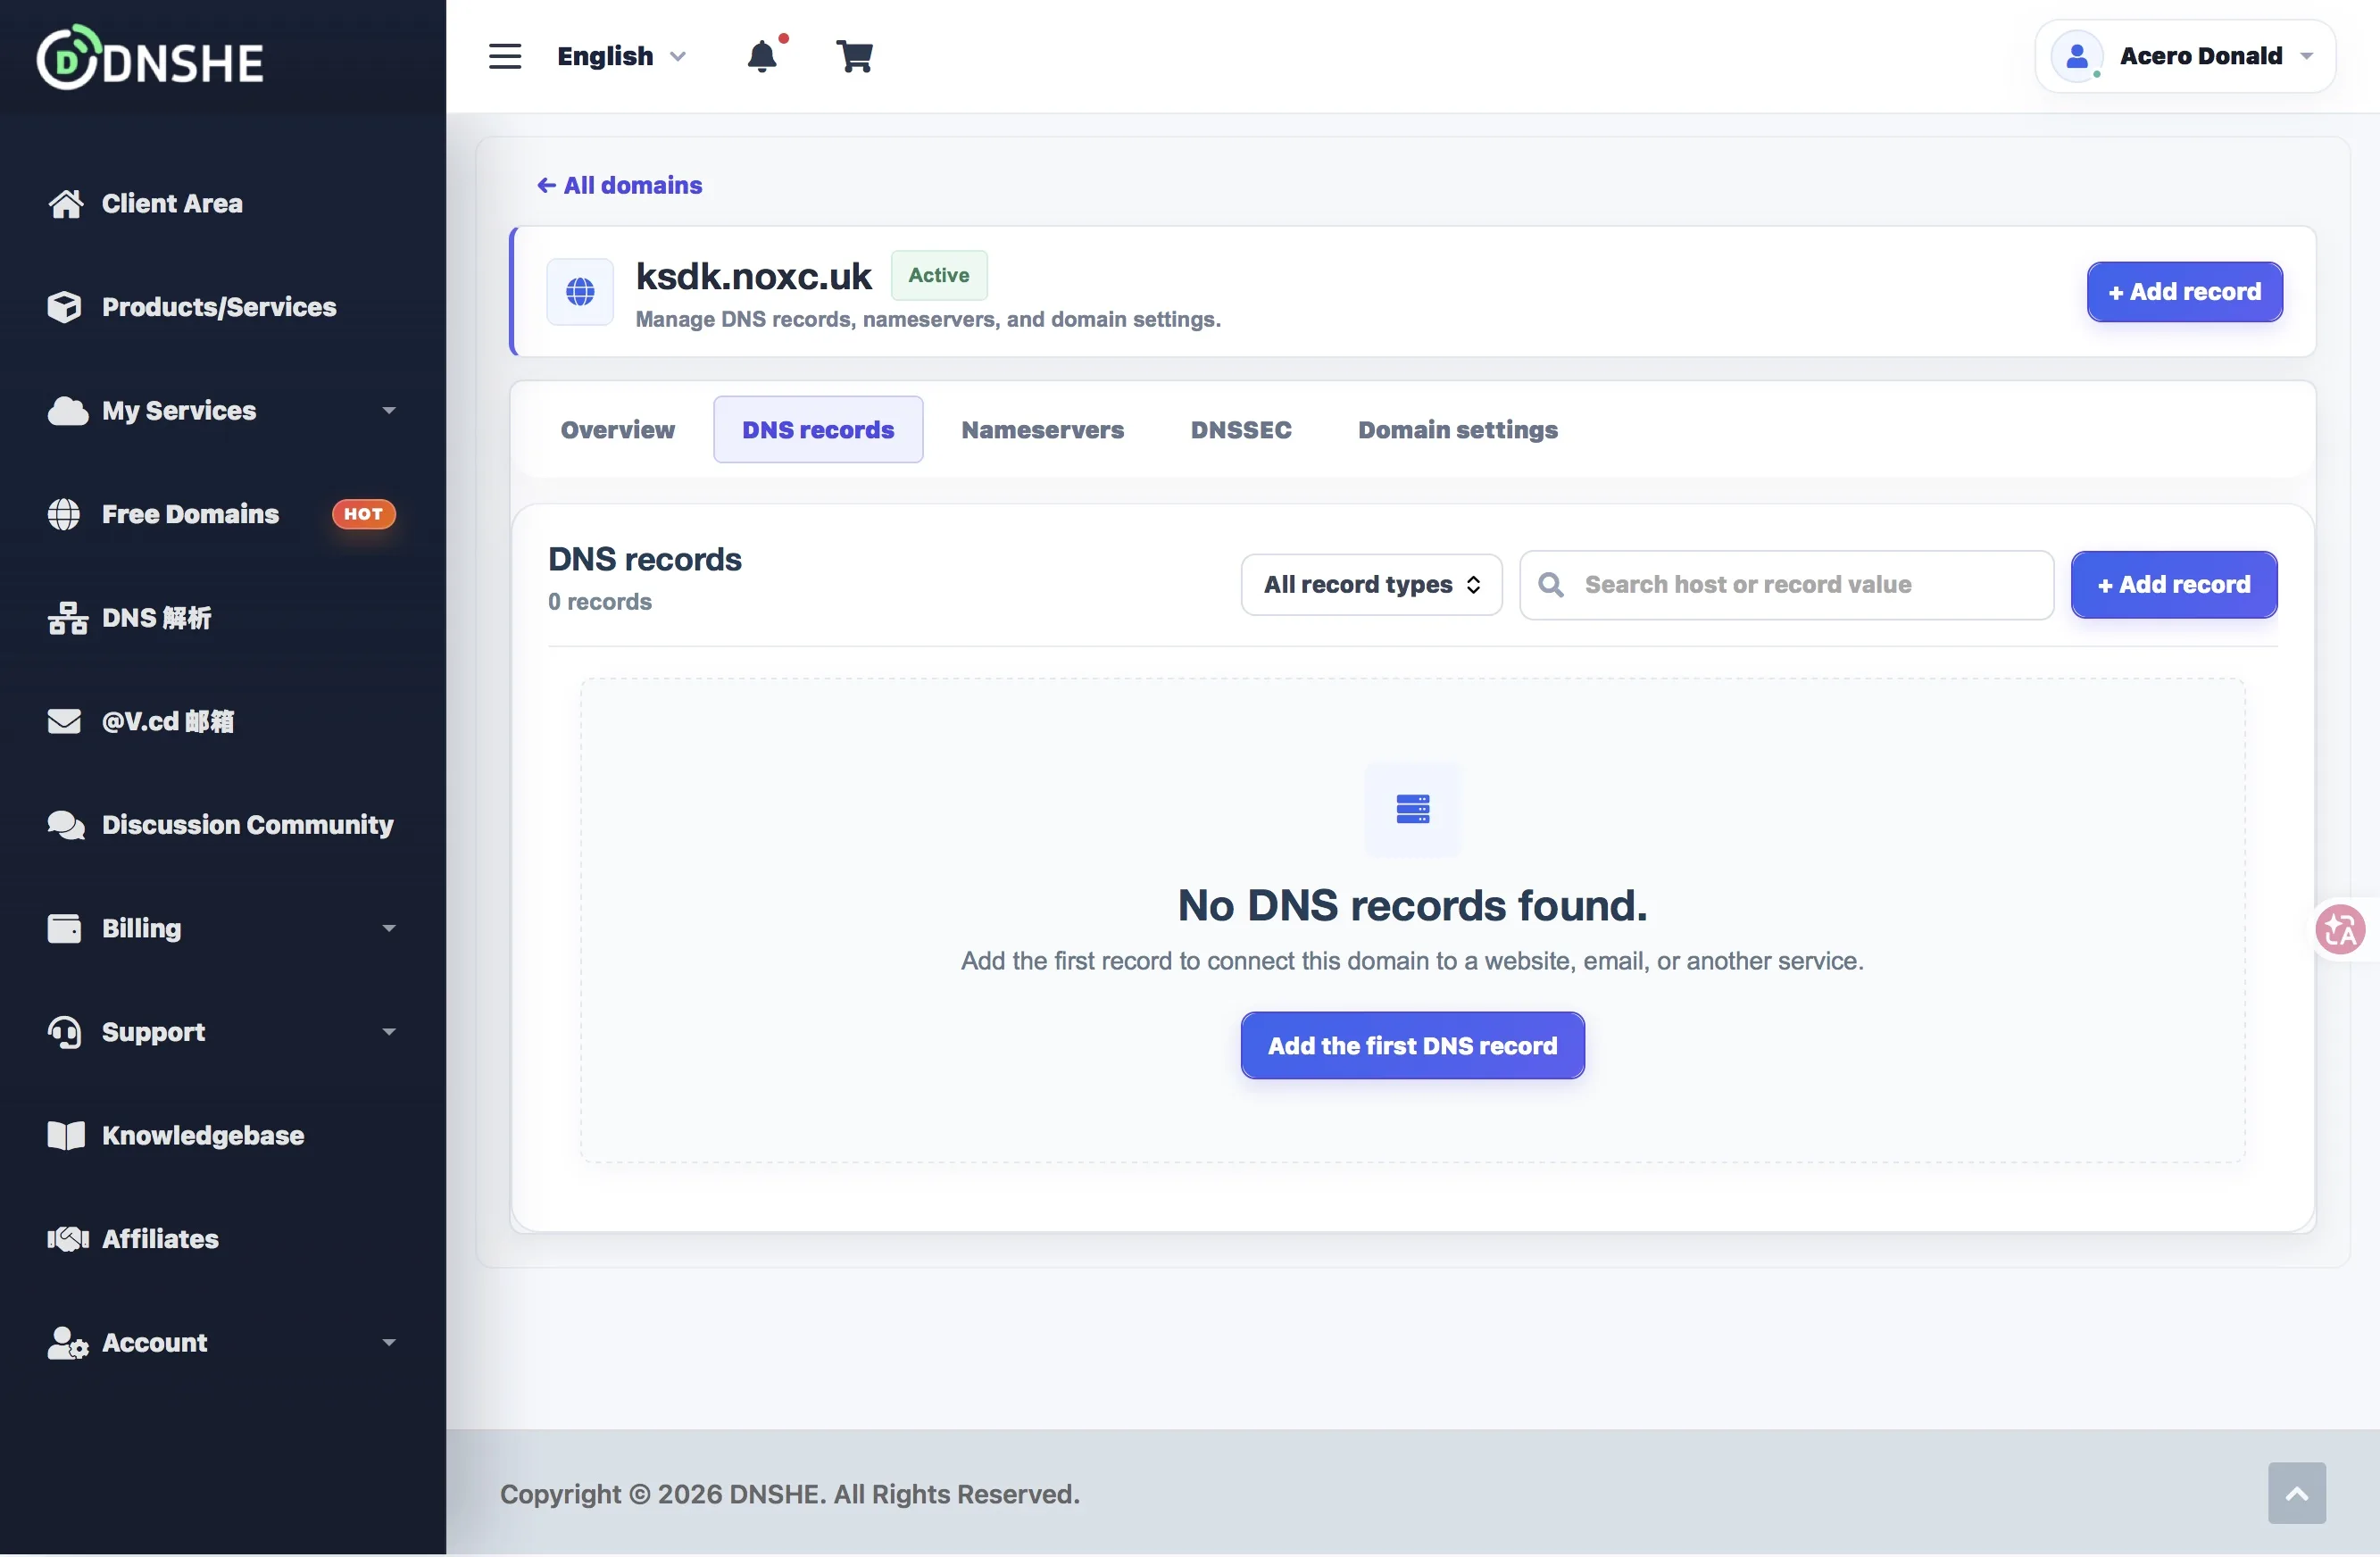 DNSHE
English
Acero Donald
Client Area
Products/Services
My Services
Free Domains HOT
DNS 解析
@V.cd 邮箱
Discussion Community
Billing
Support
Knowledgebase
Affiliates
Account
← All domains
ksdk.noxc.uk Active
Manage DNS records, nameservers, and domain settings.
+ Add record
Overview DNS records Nameservers DNSSEC Domain settings
DNS records
0 records
All record types Search host or record value + Add record
No DNS records found.
Add the first record to connect this domain to a website, email, or another service.
Add the first DNS record
Copyright © 2026 DNSHE. All Rights Reserved.